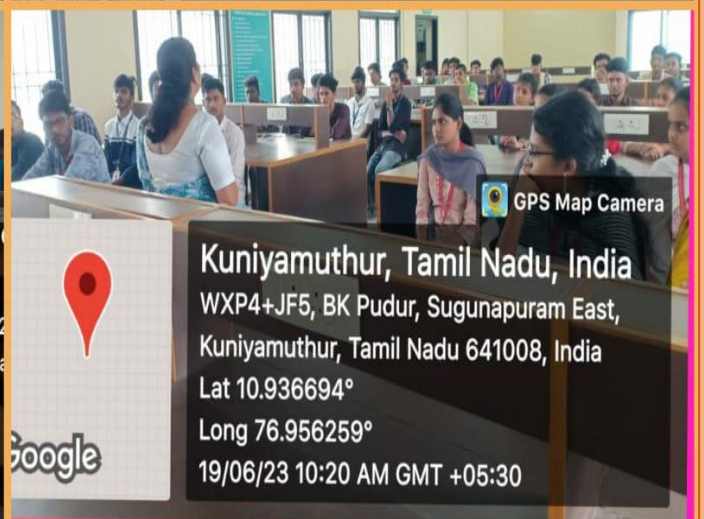 GPS Map Camera
Kuniyamuthur, Tamil Nadu, India
WXP4+JF5, BK Pudur, Sugunapuram East,
Kuniyamuthur, Tamil Nadu 641008, India
Lat 10.936694°
Long 76.956259°
19/06/23 10:20 AM GMT +05:30
Google